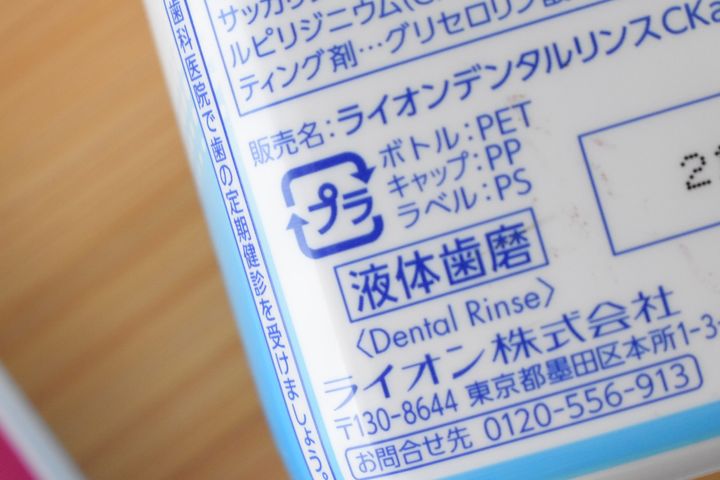 サッカリ
ルピリジニウム(C
ティング剤…グリセロリン酸
販売名:ライオンデンタルリンスCKa
プラ
ボトル:PET
キャップ:PP
ラベル:PS
液体歯磨
〈Dental Rinse〉
ライオン株式会社
〒130-8644 東京都墨田区本所1-3
お問合せ先 0120-556-913
歯科医院で歯の定期健診を受けましょう。